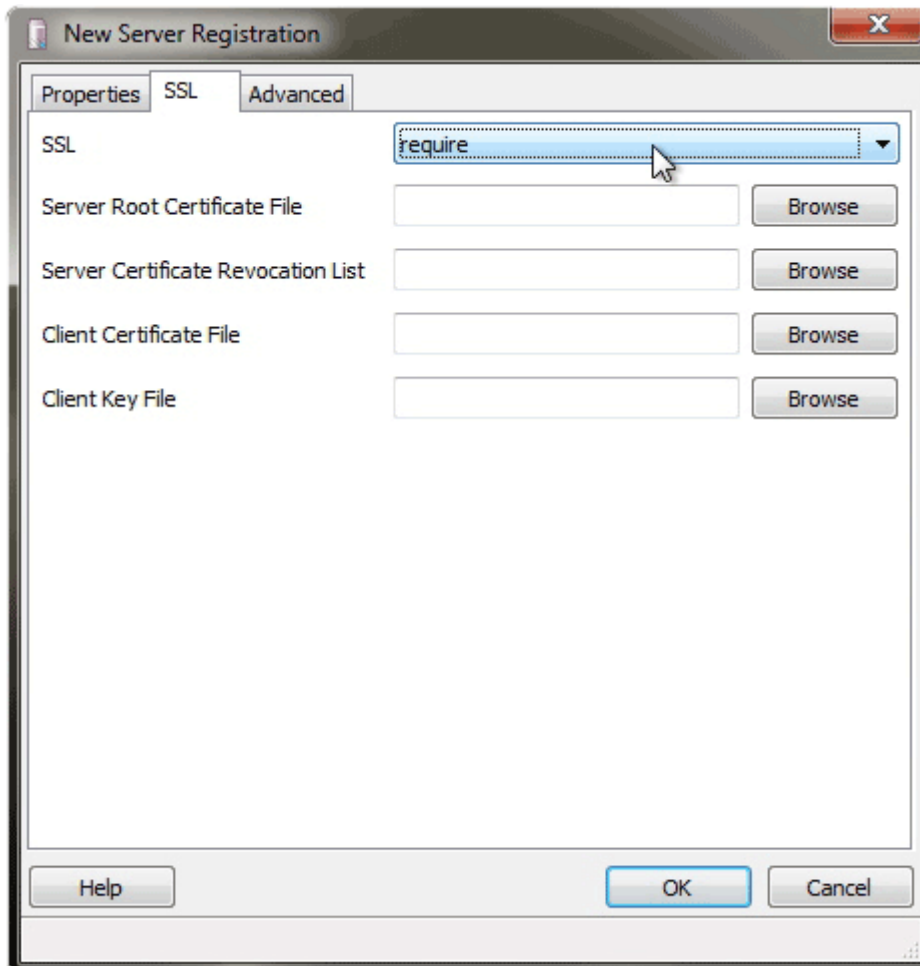 New Server Registration
Properties SSL Advanced
SSL require
Server Root Certificate File Browse
Server Certificate Revocation List Browse
Client Certificate File Browse
Client Key File Browse
Help OK Cancel